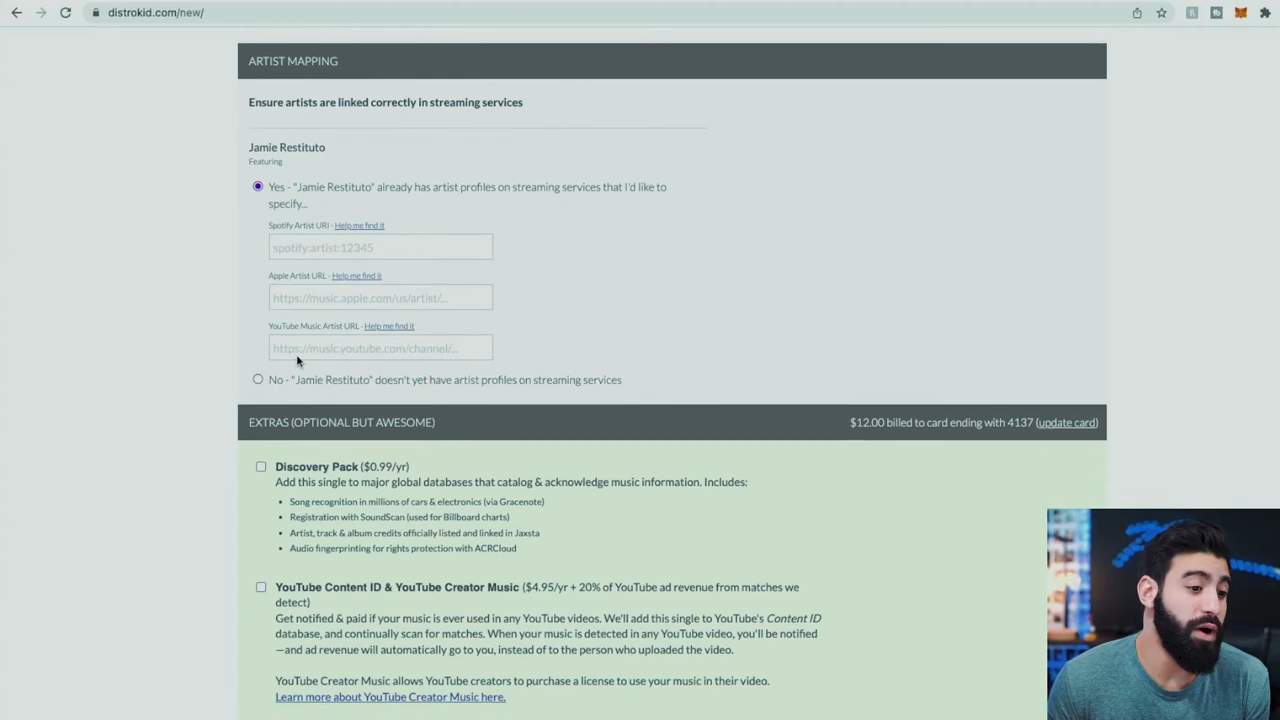 distrokid.com/new/
ARTIST MAPPING
Ensure artists are linked correctly in streaming services
Jamie Restituto
Featuring
Yes - "Jamie Restituto" already has artist profiles on streaming services that I'd like to
specify...
Spotify Artist URI - Help me find it
spotify:artist:12345
Apple Artist URL - Help me find it
https://music.apple.com/us/artist/...
YouTube Music Artist URL - Help me find it
https://music.youtube.com/channel/...
No - "Jamie Restituto" doesn't yet have artist profiles on streaming services
EXTRAS (OPTIONAL BUT AWESOME) $12.00 billed to card ending with 4137 (update card)
Discovery Pack ($0.99/yr)
Add this single to major global databases that catalog & acknowledge music information. Includes:
• Song recognition in millions of cars & electronics (via Gracenote)
• Registration with SoundScan (used for Billboard charts)
• Artist, track & album credits officially listed and linked in Jaxsta
• Audio fingerprinting for rights protection with ACRCloud
YouTube Content ID & YouTube Creator Music ($4.95/yr + 20% of YouTube ad revenue from matches we
detect)
Get notified & paid if your music is ever used in any YouTube videos. We'll add this single to YouTube's Content ID
database, and continually scan for matches. When your music is detected in any YouTube video, you'll be notified
—and ad revenue will automatically go to you, instead of to the person who uploaded the video.
YouTube Creator Music allows YouTube creators to purchase a license to use your music in their video.
Learn more about YouTube Creator Music here.